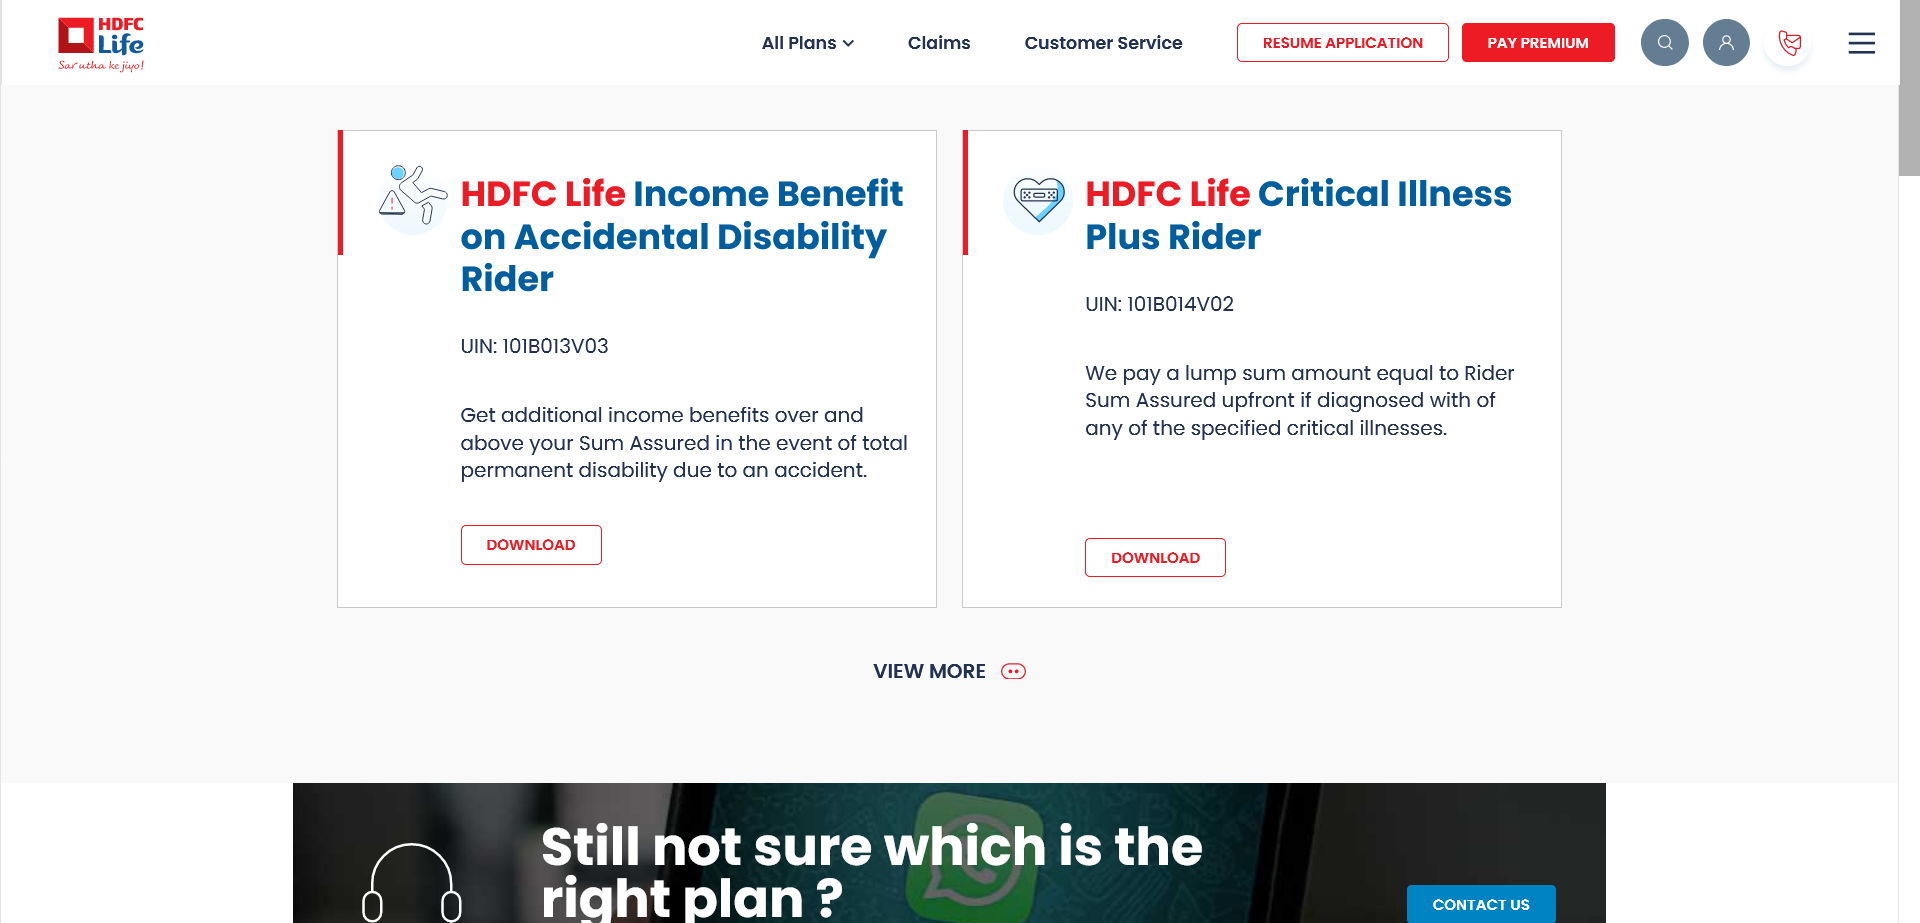 HDFC
Life
Sar utha ke jiyo!
All Plans
Claims
Customer Service
RESUME APPLICATION
PAY PREMIUM
HDFC Life Income Benefit
on Accidental Disability
Rider
UIN: 101B013V03
Get additional income benefits over and
above your Sum Assured in the event of total
permanent disability due to an accident.
DOWNLOAD
HDFC Life Critical Illness
Plus Rider
UIN: 101B014V02
We pay a lump sum amount equal to Rider
Sum Assured upfront if diagnosed with of
any of the specified critical illnesses.
DOWNLOAD
VIEW MORE
Still not sure which is the
right plan ?
CONTACT US